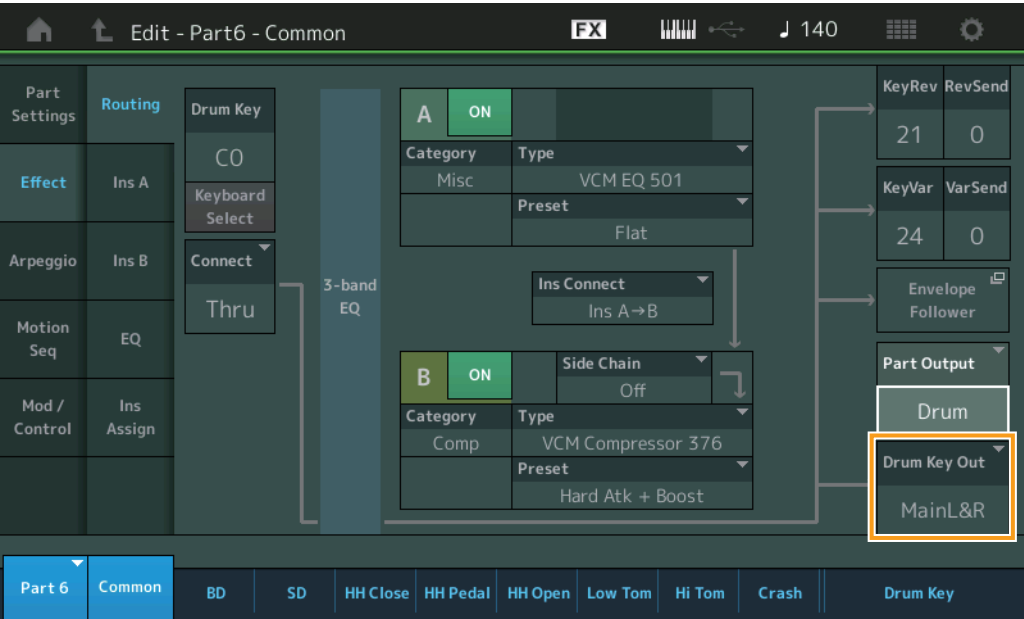 Edit - Part6 - Common
FX
♩ 140
Part
Settings
Effect
Arpeggio
Motion
Seq
Mod /
Control
Routing
Ins A
Ins B
EQ
Ins
Assign
Drum Key
C0
Keyboard
Select
Connect
Thru
3-band
EQ
A
ON
Category
Misc
Type
VCM EQ 501
Preset
Flat
Ins Connect
Ins A→B
B
ON
Side Chain
Off
Category
Comp
Type
VCM Compressor 376
Preset
Hard Atk + Boost
KeyRev RevSend
21 0
KeyVar VarSend
24 0
Envelope
Follower
Part Output
Drum
Drum Key Out
MainL&R
Part 6
Common
BD
SD
HH Close
HH Pedal
HH Open
Low Tom
Hi Tom
Crash
Drum Key